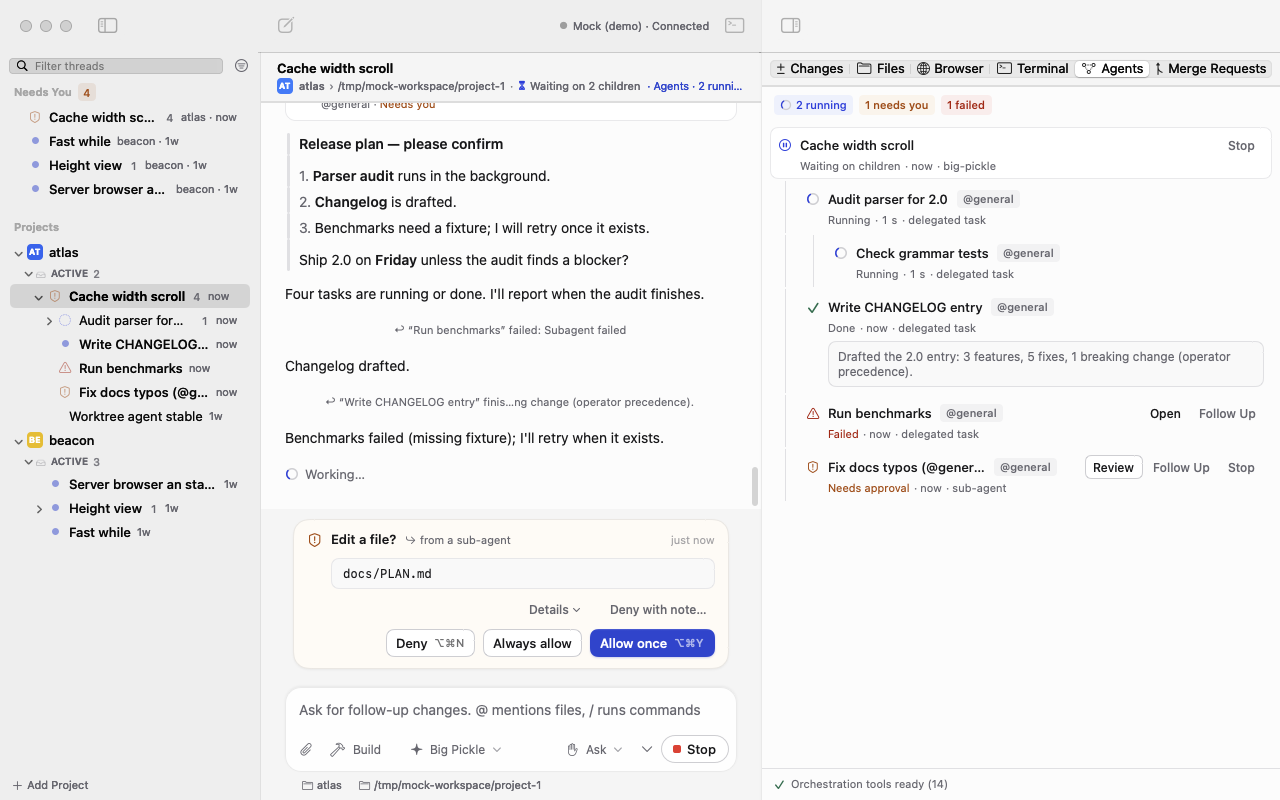 Mock (demo) · Connected
Filter threads
Needs You 4
Cache width sc... 4 atlas · now
Fast while beacon · 1w
Height view 1 beacon · 1w
Server browser a... beacon · 1w
Projects
AT atlas
ACTIVE 2
Cache width scroll 4 now
Audit parser for... 1 now
Write CHANGELOG... now
Run benchmarks now
Fix docs typos (@g... now
Worktree agent stable 1w
BE beacon
ACTIVE 3
Server browser an sta... 1w
Height view 1 1w
Fast while 1w
+ Add Project
Cache width scroll
AT atlas › /tmp/mock-workspace/project-1 · Waiting on 2 children · Agents · 2 runni...
@general · Needs you
Release plan — please confirm
1. Parser audit runs in the background.
2. Changelog is drafted.
3. Benchmarks need a fixture; I will retry once it exists.
Ship 2.0 on Friday unless the audit finds a blocker?
Four tasks are running or done. I'll report when the audit finishes.
↩ “Run benchmarks” failed: Subagent failed
Changelog drafted.
↩ “Write CHANGELOG entry” finis...ng change (operator precedence).
Benchmarks failed (missing fixture); I'll retry when it exists.
Working...
Edit a file? ↪ from a sub-agent just now
docs/PLAN.md
Details Deny with note...
Deny ⌥⌘N Always allow Allow once ⌥⌘Y
Ask for follow-up changes. @ mentions files, / runs commands
Build Big Pickle Ask Stop
atlas /tmp/mock-workspace/project-1
Changes Files Browser Terminal Agents Merge Requests
2 running 1 needs you 1 failed
Cache width scroll Stop
Waiting on children · now · big-pickle
Audit parser for 2.0 @general
Running · 1 s · delegated task
Check grammar tests @general
Running · 1 s · delegated task
Write CHANGELOG entry @general
Done · now · delegated task
Drafted the 2.0 entry: 3 features, 5 fixes, 1 breaking change (operator
precedence).
Run benchmarks @general Open Follow Up
Failed · now · delegated task
Fix docs typos (@gener... @general Review Follow Up Stop
Needs approval · now · sub-agent
Orchestration tools ready (14)